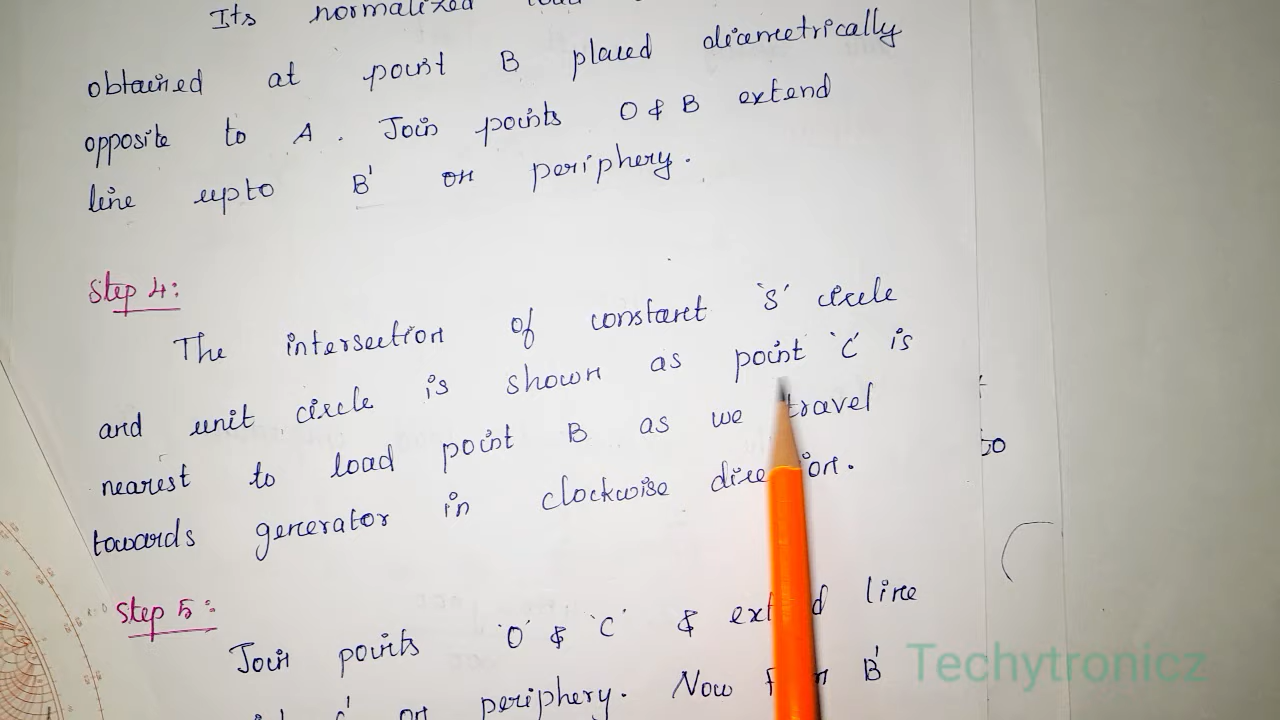 Its normalized
obtained at point B placed diametrically
opposite to A. Join points O & B extend
line upto B' on periphery.
Step 4:
The intersection of constant 'S' circle
and unit circle is shown as point 'C' is
nearest to load point B as we travel
towards generator in clockwise direction.
to
Step 5:
Join points 'O' & 'C' & extend line
C' on periphery. Now B'
Techytronicz